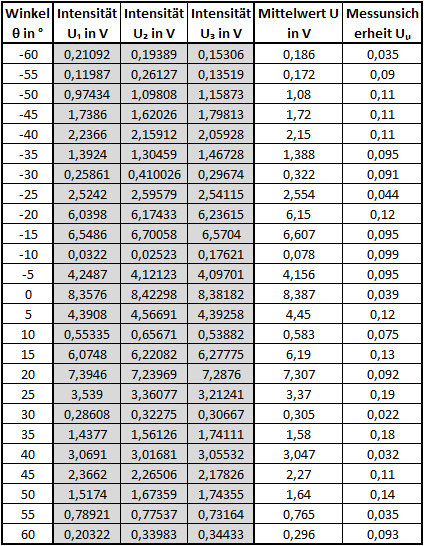 Winkel Intensität Intensität Intensität Mittelwert U Messunsich
θ in ° U₁ in V U₂ in V U₃ in V in V erheit Uᵤ
-60 0,21092 0,19389 0,15306 0,186 0,035
-55 0,11987 0,26127 0,13519 0,172 0,09
-50 0,97434 1,09808 1,15873 1,08 0,11
-45 1,7386 1,62026 1,79813 1,72 0,11
-40 2,2366 2,15912 2,05928 2,15 0,11
-35 1,3924 1,30459 1,46728 1,388 0,095
-30 0,25861 0,410026 0,29674 0,322 0,091
-25 2,5242 2,59579 2,54115 2,554 0,044
-20 6,0398 6,17433 6,23615 6,15 0,12
-15 6,5486 6,70058 6,5704 6,607 0,095
-10 0,0322 0,02523 0,17621 0,078 0,099
-5 4,2487 4,12123 4,09701 4,156 0,095
0 8,3576 8,42298 8,38182 8,387 0,039
5 4,3908 4,56691 4,39258 4,45 0,12
10 0,55335 0,65671 0,53882 0,583 0,075
15 6,0748 6,22082 6,27775 6,19 0,13
20 7,3946 7,23969 7,2876 7,307 0,092
25 3,539 3,36077 3,21241 3,37 0,19
30 0,28608 0,32275 0,30667 0,305 0,022
35 1,4377 1,56126 1,74111 1,58 0,18
40 3,0691 3,01681 3,05532 3,047 0,032
45 2,3662 2,26506 2,17826 2,27 0,11
50 1,5174 1,67359 1,74355 1,64 0,14
55 0,78921 0,77537 0,73164 0,765 0,035
60 0,20322 0,33983 0,34433 0,296 0,093